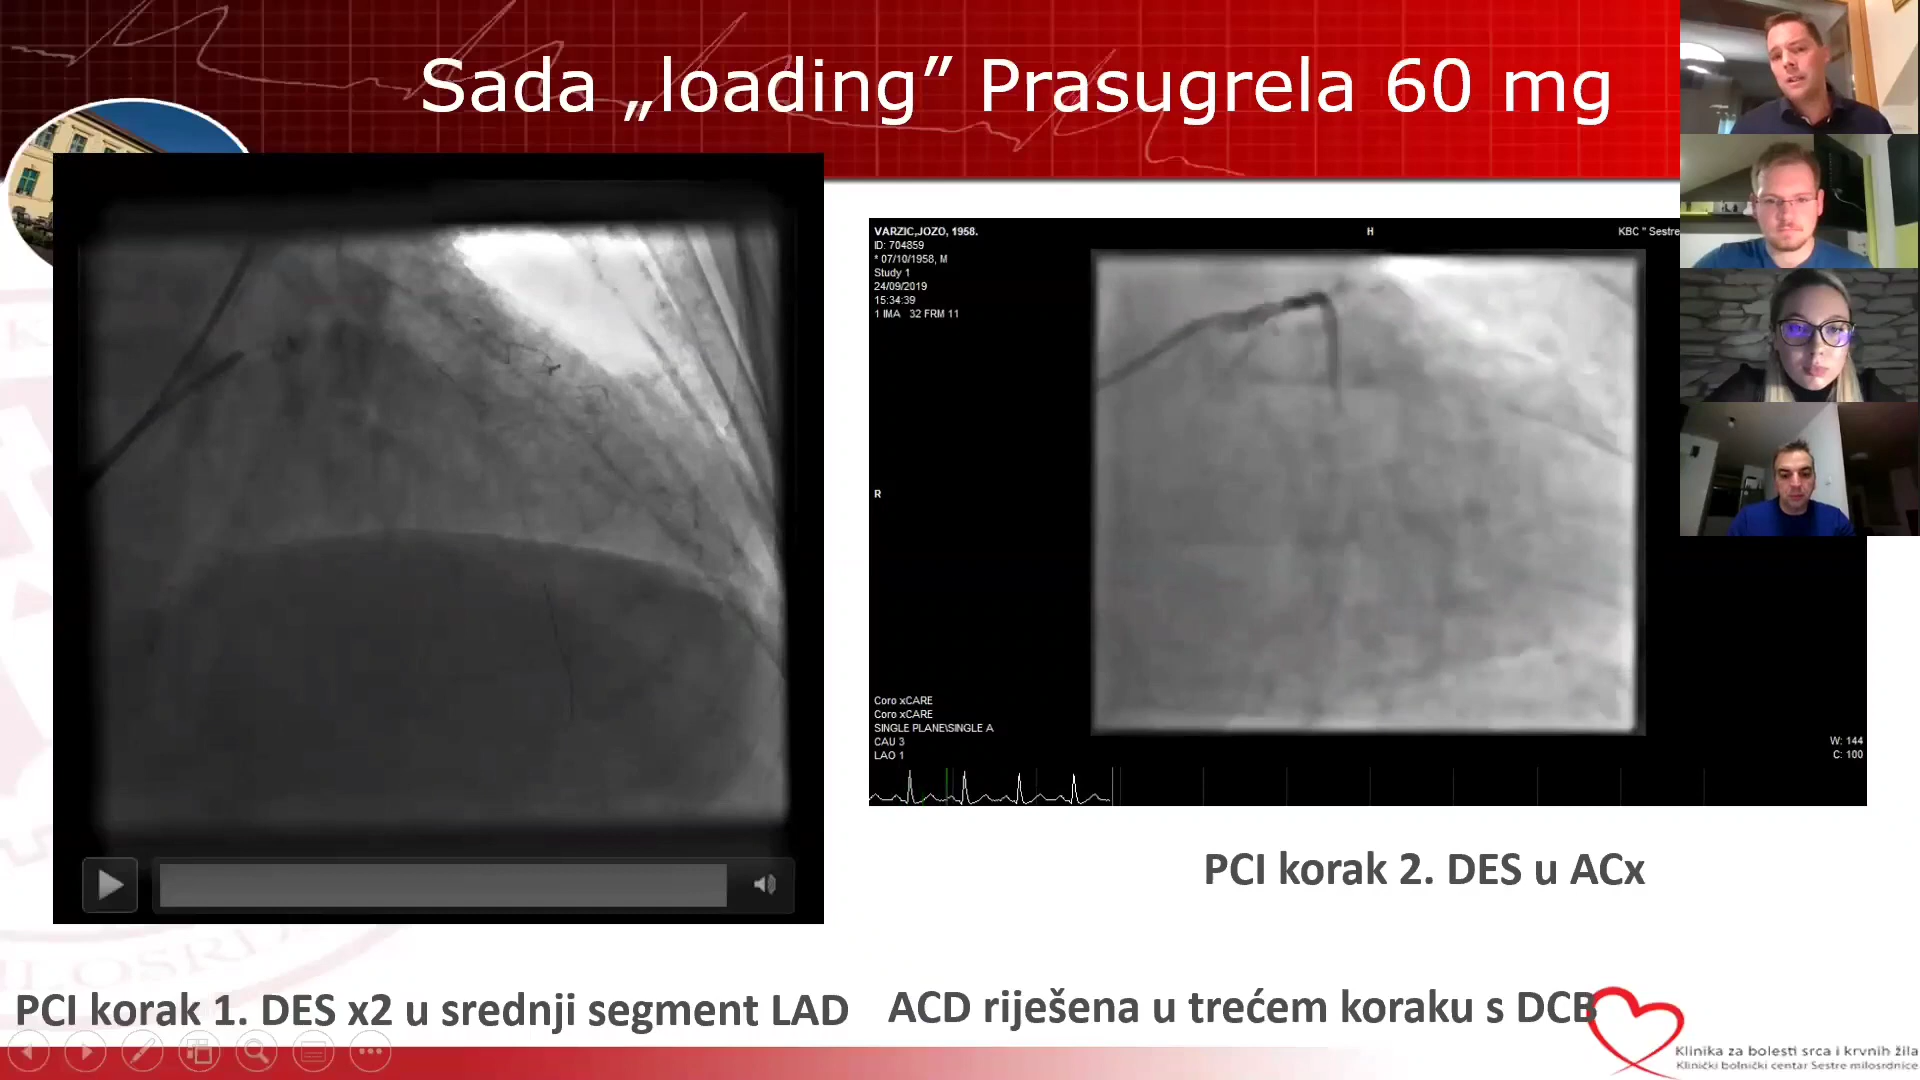 Sada „loading” Prasugrela 60 mg
VARZIC,JOZO, 1958.
ID: 704859
* 07/10/1958, M
Study 1
24/09/2019
15:34:39
1 IMA 32 FRM 11
H
KBC " Sestre
R
Coro xCARE
Coro xCARE
SINGLE PLANE\SINGLE A
CAU 3
LAO 1
W: 144
C: 100
PCI korak 2. DES u ACx
PCI korak 1. DES x2 u srednji segment LAD
ACD riješena u trećem koraku s DCB
Klinika za bolesti srca i krvnih žila
Klinički bolnički centar Sestre milosrdnice